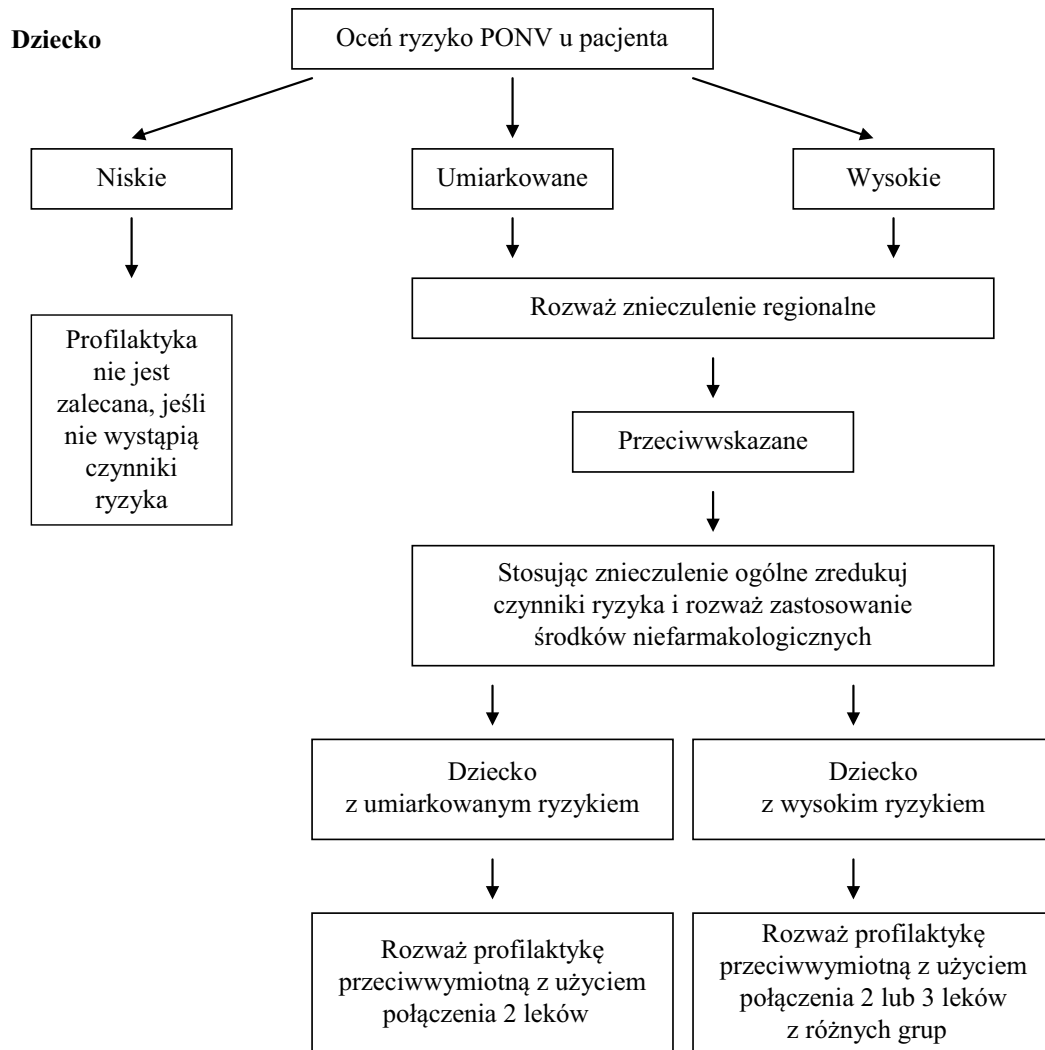 Dziecko
Oceń ryzyko PONV u pacjenta
Niskie
Umiarkowane
Wysokie
Profilaktyka
nie jest
zalecana, jeśli
nie wystąpią
czynniki
ryzyka
Rozważ znieczulenie regionalne
Przeciwwskazane
Stosując znieczulenie ogólne zredukuj
czynniki ryzyka i rozważ zastosowanie
środków niefarmakologicznych
Dziecko
z umiarkowanym ryzykiem
Dziecko
z wysokim ryzykiem
Rozważ profilaktykę
przeciwwymiotną z użyciem
połączenia 2 leków
Rozważ profilaktykę
przeciwwymiotną z użyciem
połączenia 2 lub 3 leków
z różnych grup